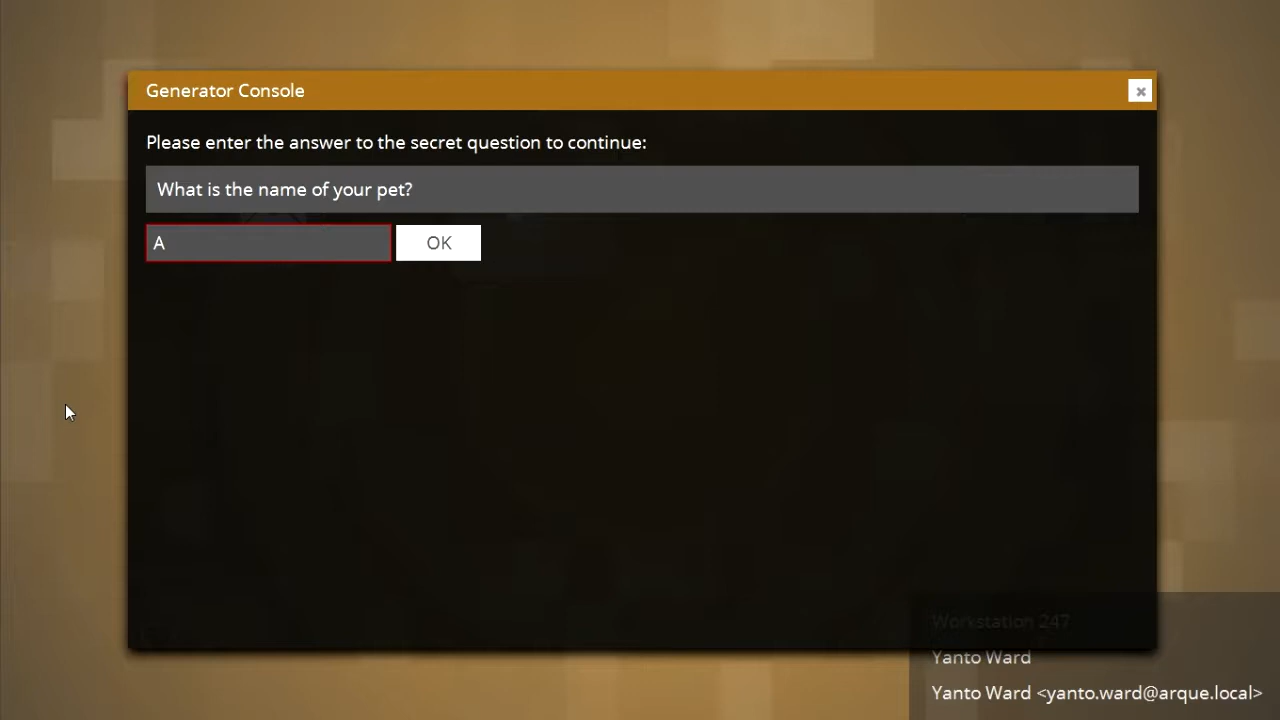 Generator Console
Please enter the answer to the secret question to continue:
What is the name of your pet?
A
OK
Workstation 247
Yanto Ward
Yanto Ward <yanto.ward@arque.local>